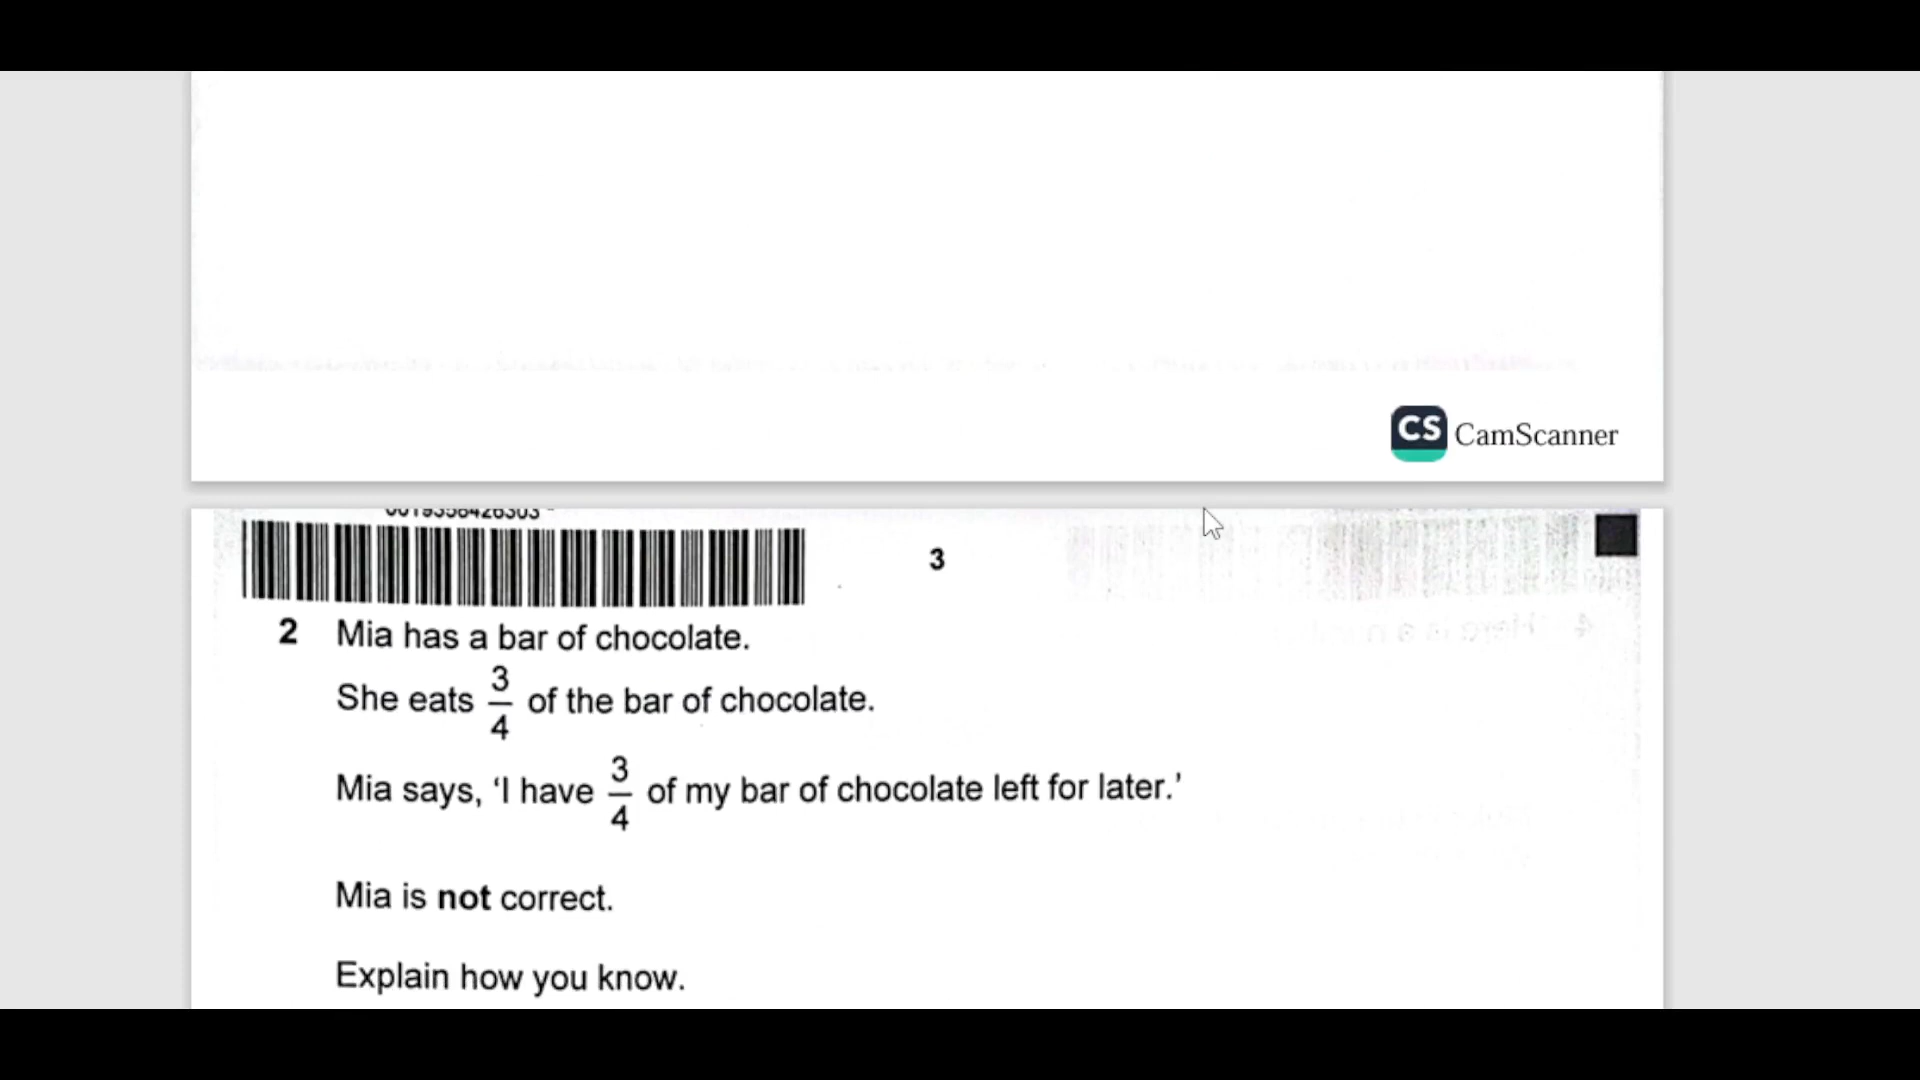 CS CamScanner
3
2 Mia has a bar of chocolate.
She eats 3/4 of the bar of chocolate.
Mia says, ‘I have 3/4 of my bar of chocolate left for later.’
Mia is not correct.
Explain how you know.